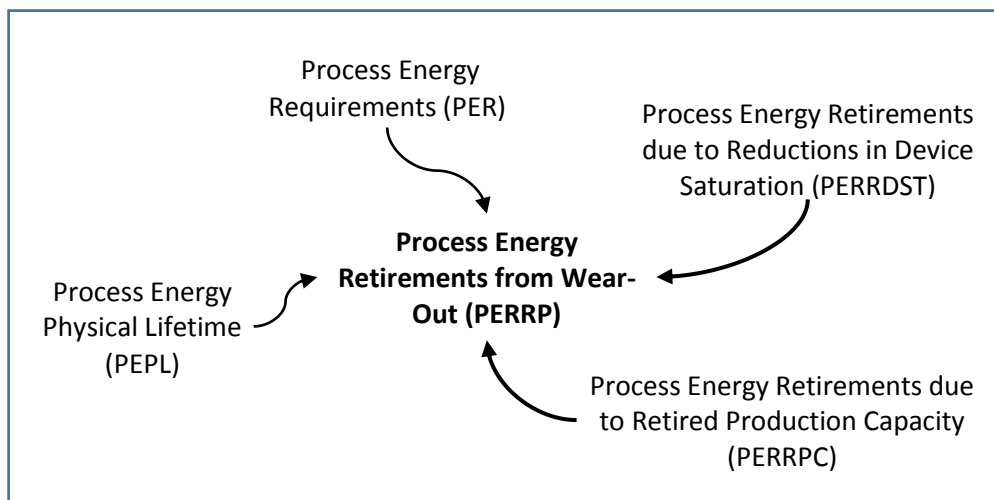 Process Energy
Requirements (PER)
Process Energy Retirements
due to Reductions in Device
Saturation (PERRDST)
Process Energy
Retirements from Wear-
Out (PERRP)
Process Energy
Physical Lifetime
(PEPL)
Process Energy Retirements due
to Retired Production Capacity
(PERRPC)